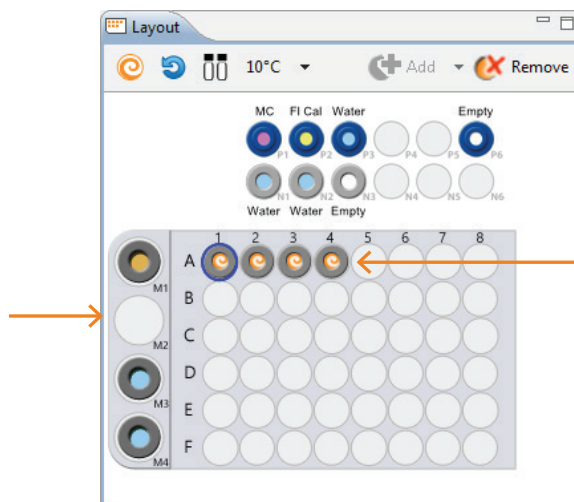 Layout
10°C Add Remove
MC Fl Cal Water Empty
P1 P2 P3 P4 P5 P6
N1 N2 N3 N4 N5 N6
Water Water Empty
1 2 3 4 5 6 7 8
A
M1
B
M2
C
D
M3
E
M4
F